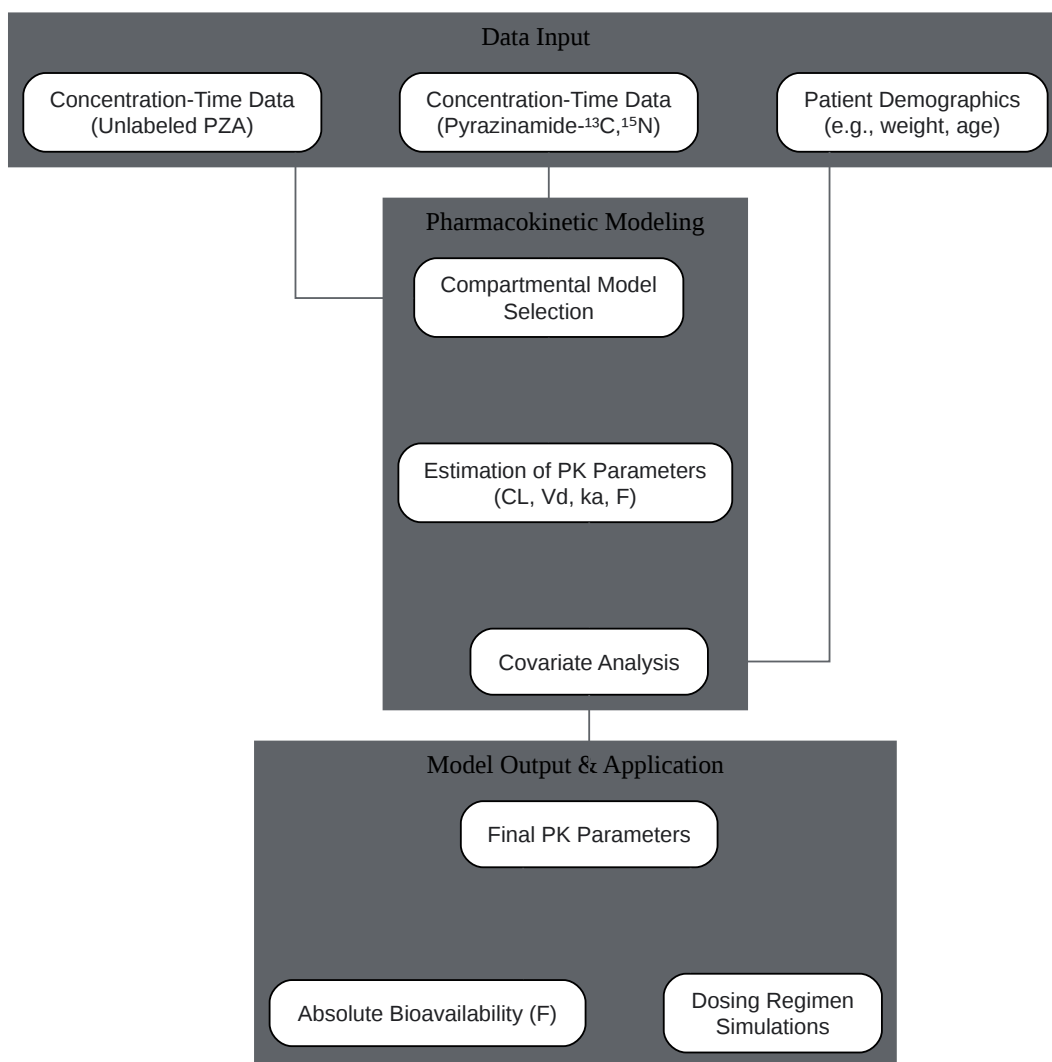 Data Input
Concentration-Time Data
(Unlabeled PZA)
Concentration-Time Data
(Pyrazinamide-¹³C,¹⁵N)
Patient Demographics
(e.g., weight, age)
Pharmacokinetic Modeling
Compartmental Model
Selection
Estimation of PK Parameters
(CL, Vd, ka, F)
Covariate Analysis
Model Output & Application
Final PK Parameters
Absolute Bioavailability (F)
Dosing Regimen
Simulations